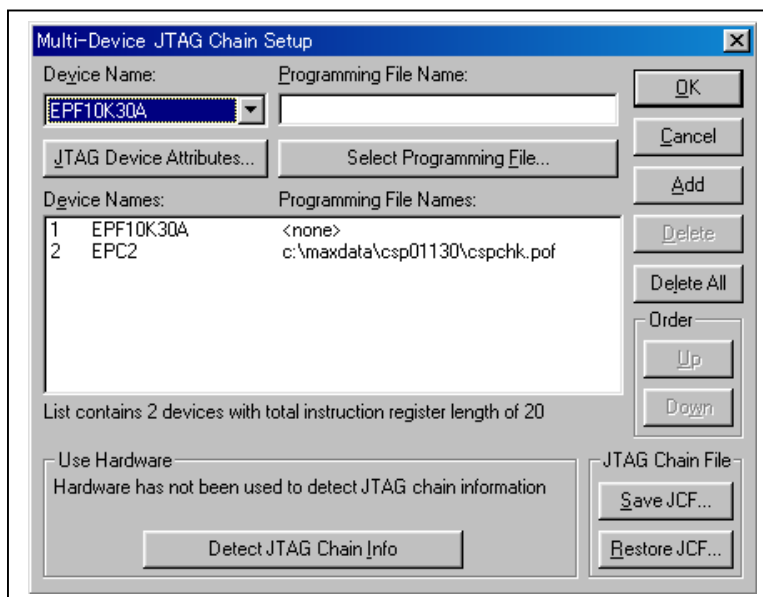 Multi-Device JTAG Chain Setup
Device Name:
Programming File Name:
EPF10K30A
OK
Cancel
JTAG Device Attributes...
Select Programming File...
Add
Device Names:
Programming File Names:
1 EPF10K30A <none>
2 EPC2 c:\maxdata\csp01130\cspchk.pof
Delete
Delete All
Order
Up
Down
List contains 2 devices with total instruction register length of 20
Use Hardware
Hardware has not been used to detect JTAG chain information
Detect JTAG Chain Info
JTAG Chain File
Save JCF...
Restore JCF...